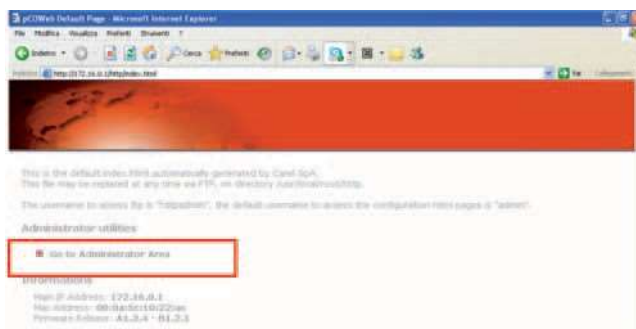 pCOWeb Default Page - Microsoft Internet Explorer
File Modifica Visualizza Preferiti Strumenti ?
Indietro Cerca Preferiti
http://172.16.0.1/http/index.html Vai
This is the default index.html automatically generated by Carel SpA.
This file may be replaced at any time via FTP, on directory /usr/local/root/http.
The username to access ftp is "httpadmin", the default username to access the configuration html pages is "admin".
Administrator utilities
Go to Administrator Area
Informations
Main IP Address: 172.16.0.1
Mac Address: 00:0a:5c:10:22:ae
Firmware Release: A1.3.4 - B1.2.1